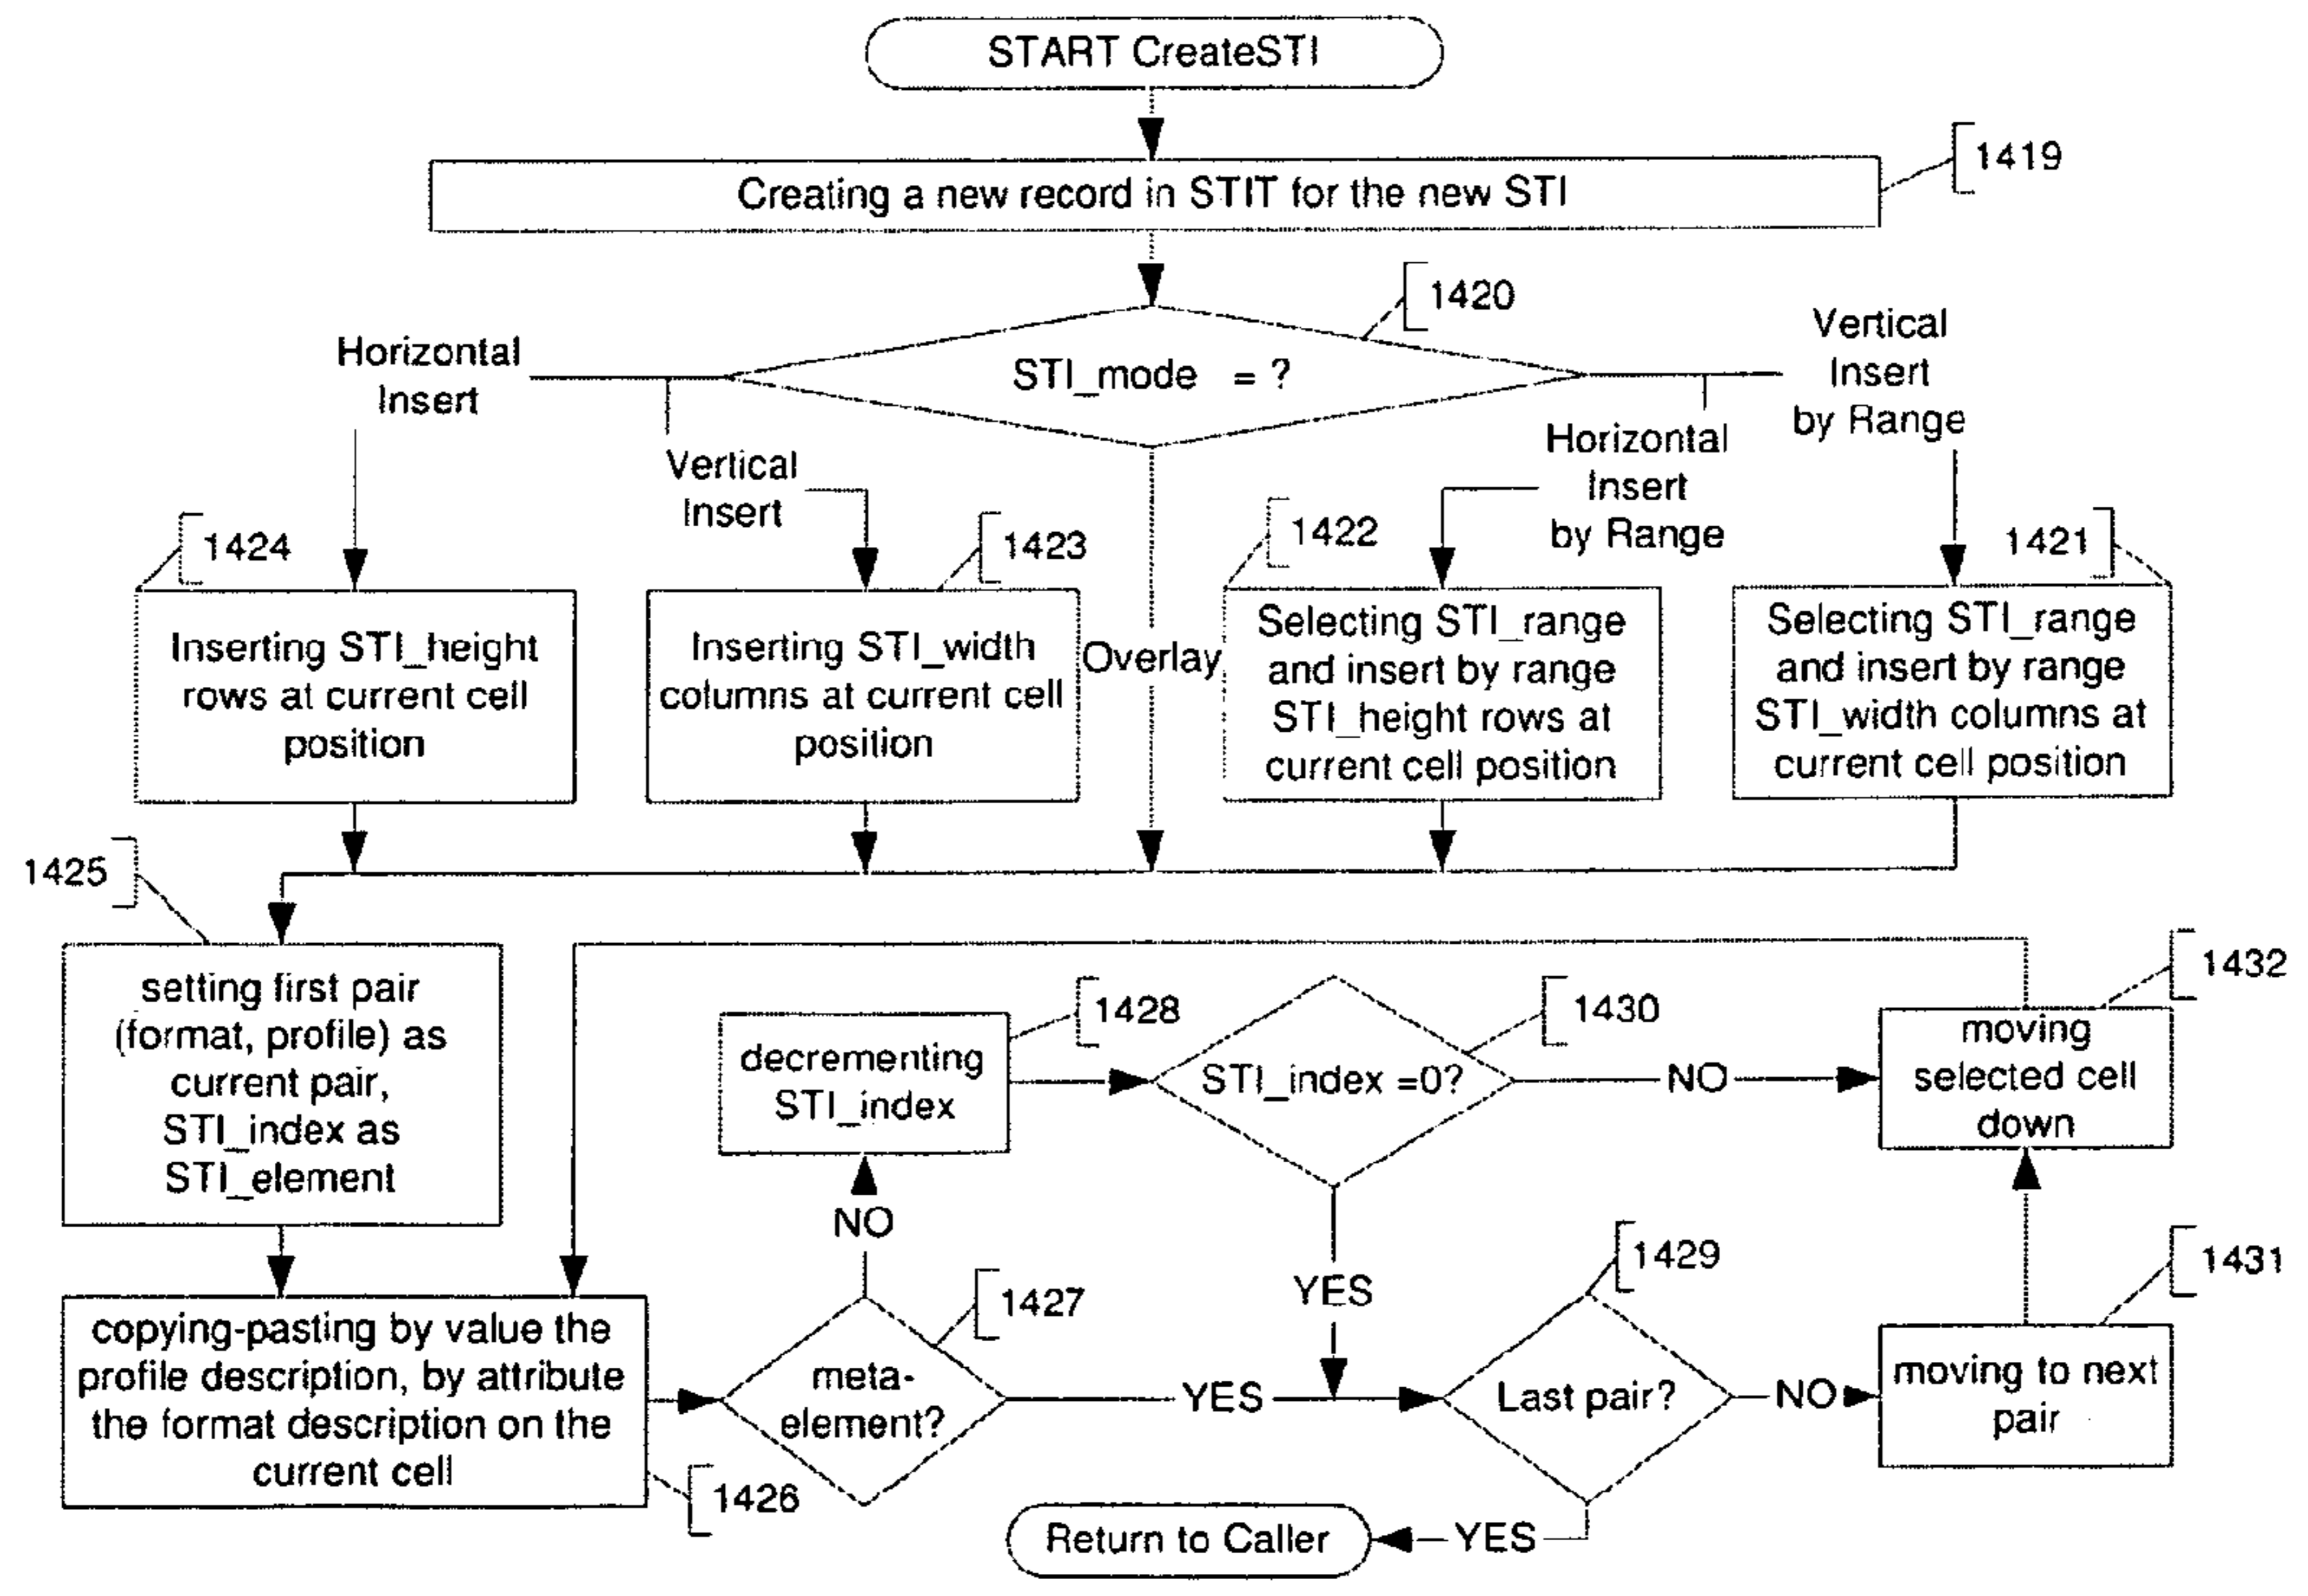 START CreateSTI
1419
Creating a new record in STIT for the new STI
1420
STI_mode = ?
Horizontal
Insert
Vertical
Insert
Overlay
Horizontal
Insert
by Range
Vertical
Insert
by Range
1424
Inserting STI_height
rows at current cell
position
1423
Inserting STI_width
columns at current cell
position
1422
Selecting STI_range
and insert by range
STI_height rows at
current cell position
1421
Selecting STI_range
and insert by range
STI_width columns at
current cell position
1425
setting first pair
(format, profile) as
current pair,
STI_index as
STI_element
1428
decrementing
STI_index
1430
STI_index =0?
NO
1432
moving
selected cell
down
NO
YES
1426
copying-pasting by value the
profile description, by attribute
the format description on the
current cell
1427
meta-
element?
YES
1429
Last pair?
NO
1431
moving to next
pair
YES
Return to Caller